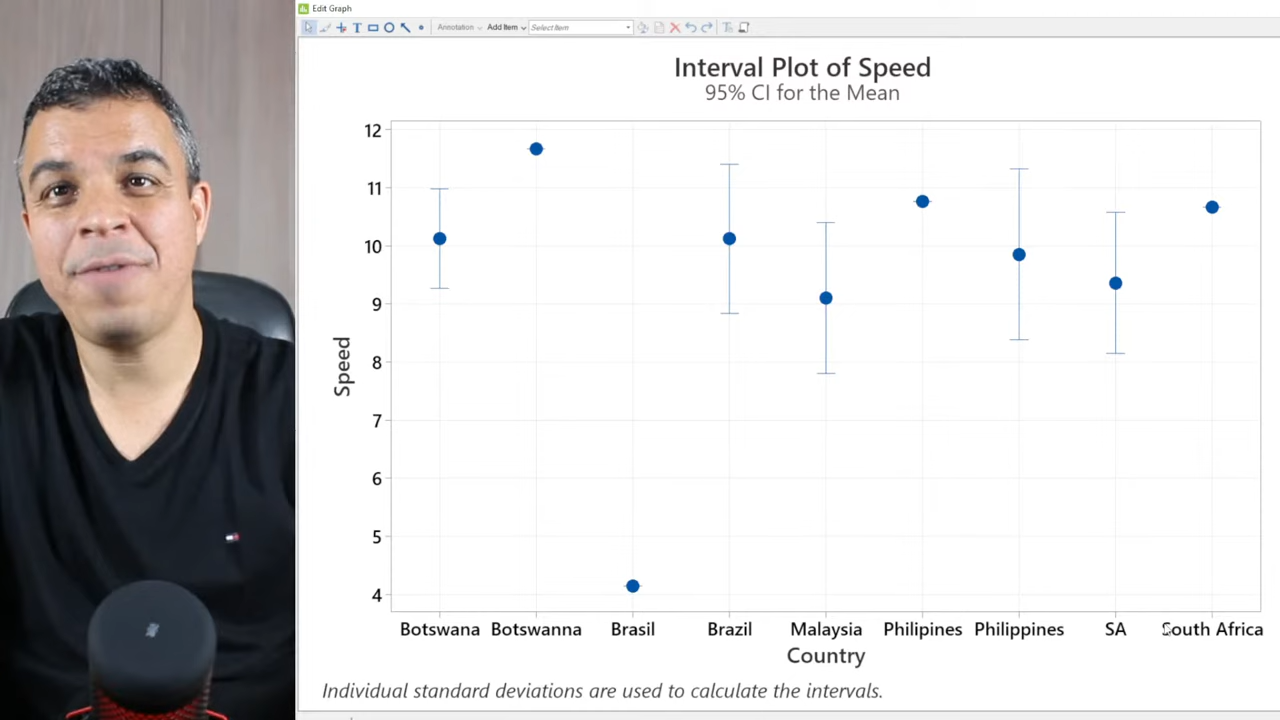 Edit Graph
Annotation Add Item Select Item
Interval Plot of Speed
95% CI for the Mean
12
11
10
9
8
7
6
5
4
Speed
Botswana Botswanna Brasil Brazil Malaysia Philipines Philippines SA South Africa
Country
Individual standard deviations are used to calculate the intervals.